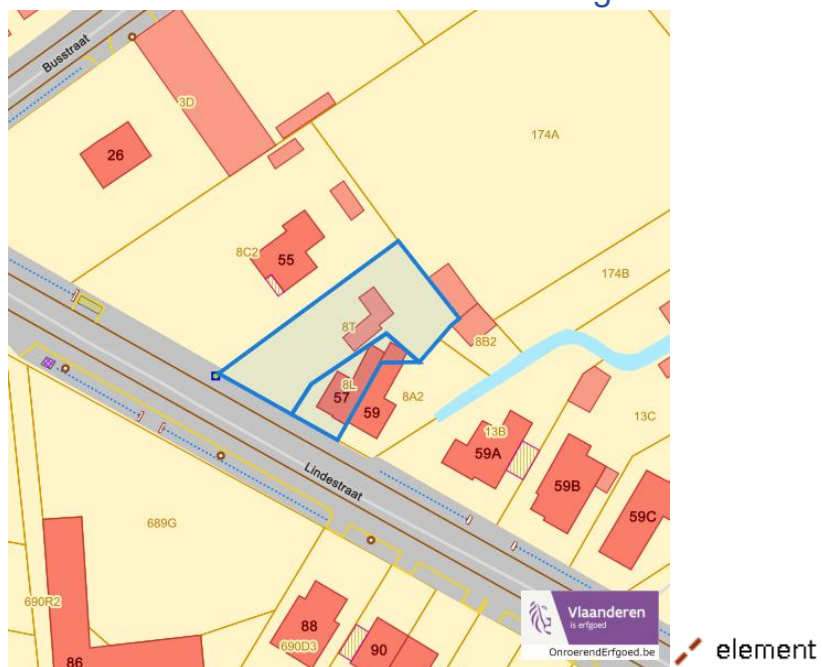 g
Busstraat
3D
26
174A
8C2
55
174B
8T
8B2
8L
57
59
8A2
13C
13B
59A
59B
59C
Lindestraat
689G
690R2
88
690D3
90
86
Vlaanderen
is erfgoed
OnroerendErfgoed.be
element